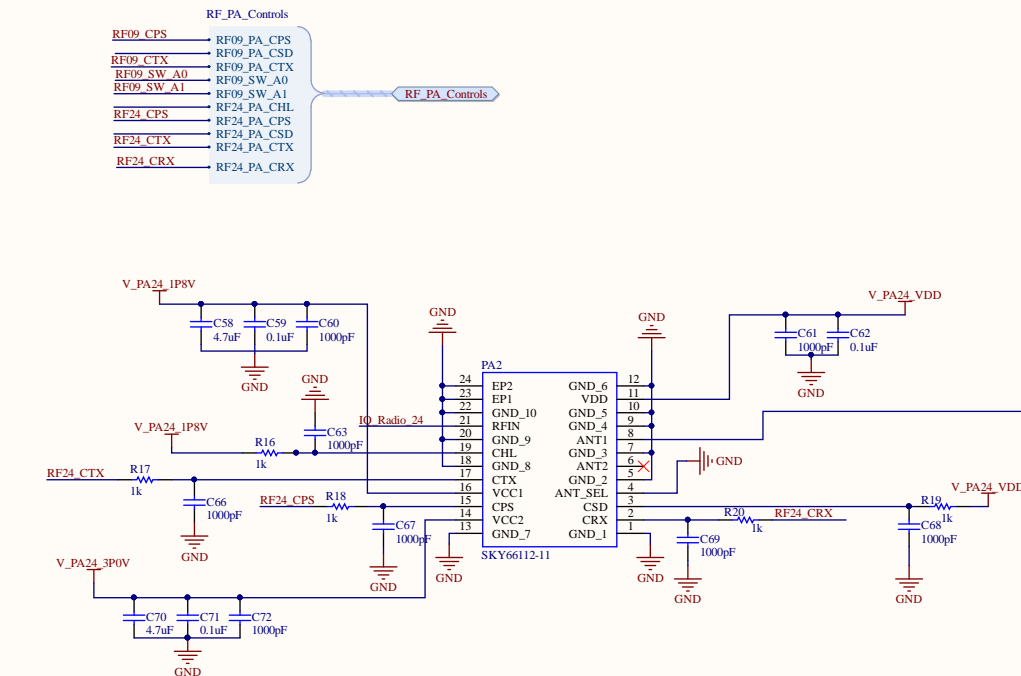 RF_PA_Controls
RF09_CPS
RF09_PA_CPS
RF09_PA_CSD
RF09_CTX
RF09_PA_CTX
RF09_SW_A0
RF09_SW_A0
RF09_SW_A1
RF09_SW_A1
RF_PA_Controls
RF24_PA_CHL
RF24_CPS
RF24_PA_CPS
RF24_PA_CSD
RF24_CTX
RF24_PA_CTX
RF24_CRX
RF24_PA_CRX
V_PA24_1P8V
C58
4.7uF
C59
0.1uF
C60
1000pF
GND
GND
GND
V_PA24_VDD
C61
1000pF
C62
0.1uF
GND
PA2
24 EP2 GND_6 12
23 EP1 VDD 11
22 GND_10 GND_5 10
21 RFIN GND_4 9
20 GND_9 ANT1 8
19 CHL GND_3 7
18 GND_8 ANT2 6
17 CTX GND_2 5
16 VCC1 ANT_SEL 4
15 CPS CSD 3
14 VCC2 CRX 2
13 GND_7 GND_1 1
SKY66112-11
GND
IO_Radio_24
V_PA24_1P8V
C63
1000pF
R16
1k
RF24_CTX
R17
1k
C66
1000pF
GND
RF24_CPS
R18
1k
C67
1000pF
GND
GND
GND
GND
V_PA24_VDD
R19
1k
C68
1000pF
GND
R20
1k
RF24_CRX
C69
1000pF
GND
V_PA24_3P0V
C70
4.7uF
C71
0.1uF
C72
1000pF
GND